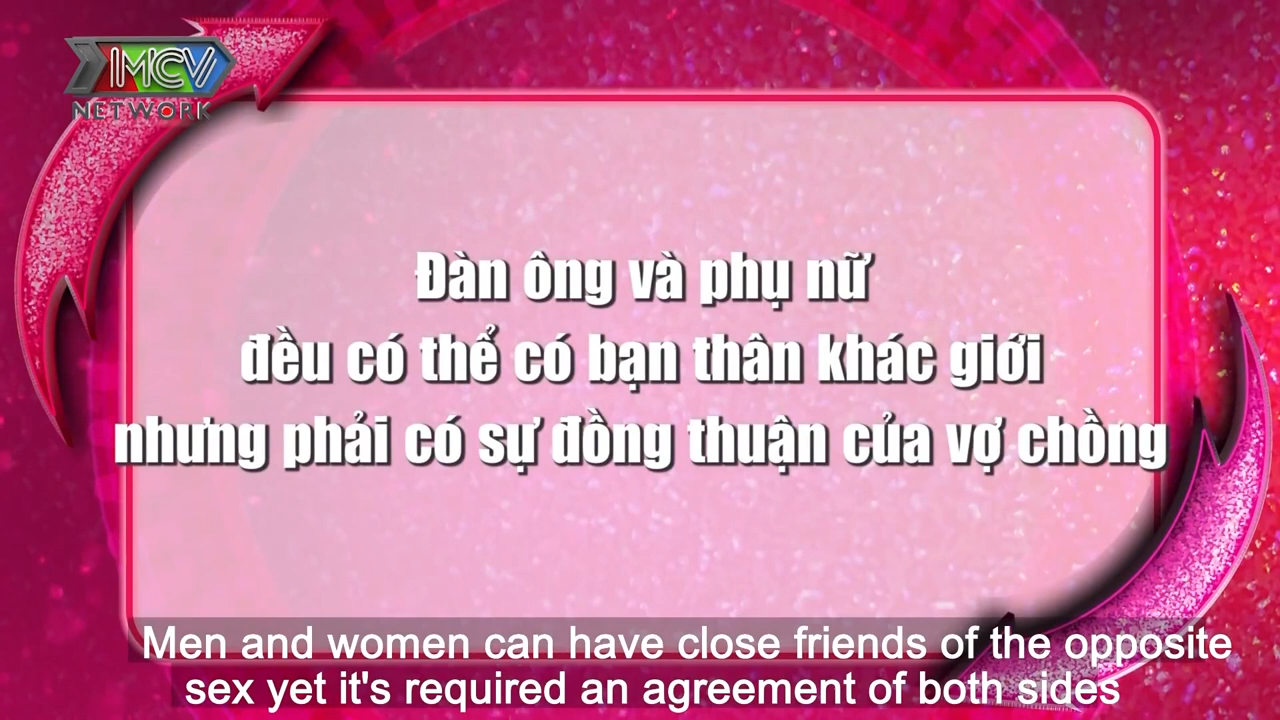 MCV
NETWORK
Đàn ông và phụ nữ
đều có thể có bạn thân khác giới
nhưng phải có sự đồng thuận của vợ chồng
Men and women can have close friends of the opposite
sex yet it's required an agreement of both sides